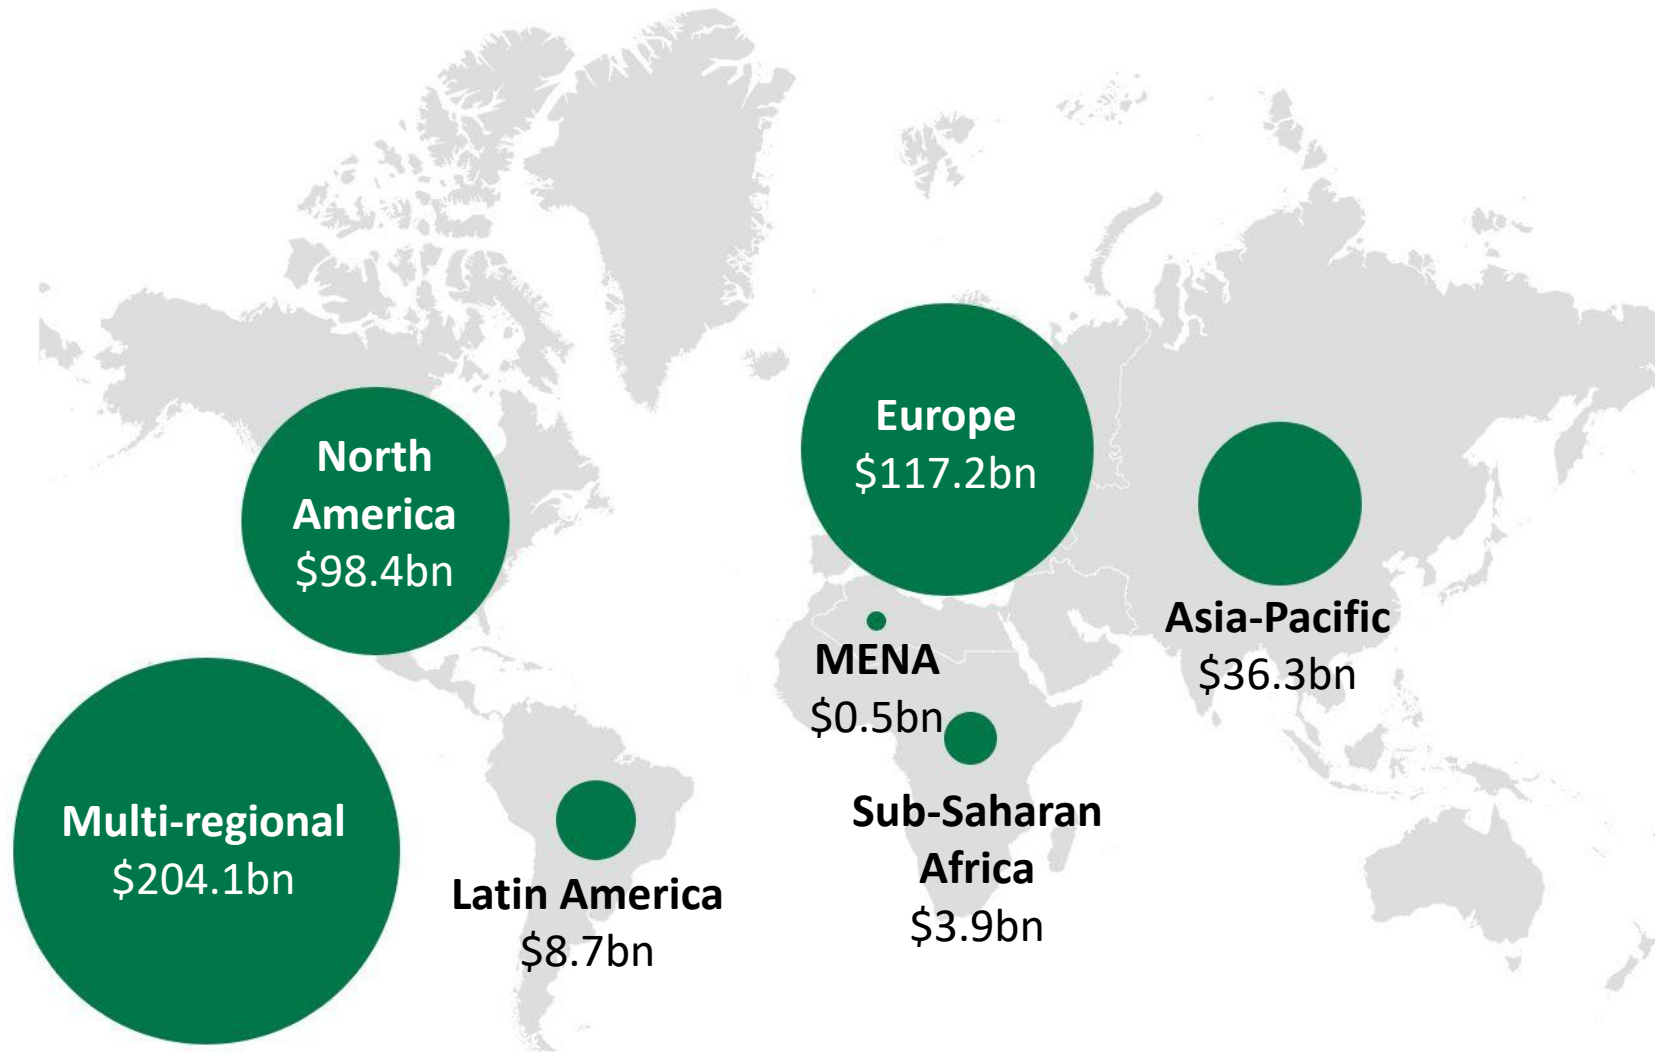 North
America
$98.4bn
Europe
$117.2bn
Asia-Pacific
$36.3bn
MENA
$0.5bn
Multi-regional
$204.1bn
Latin America
$8.7bn
Sub-Saharan
Africa
$3.9bn